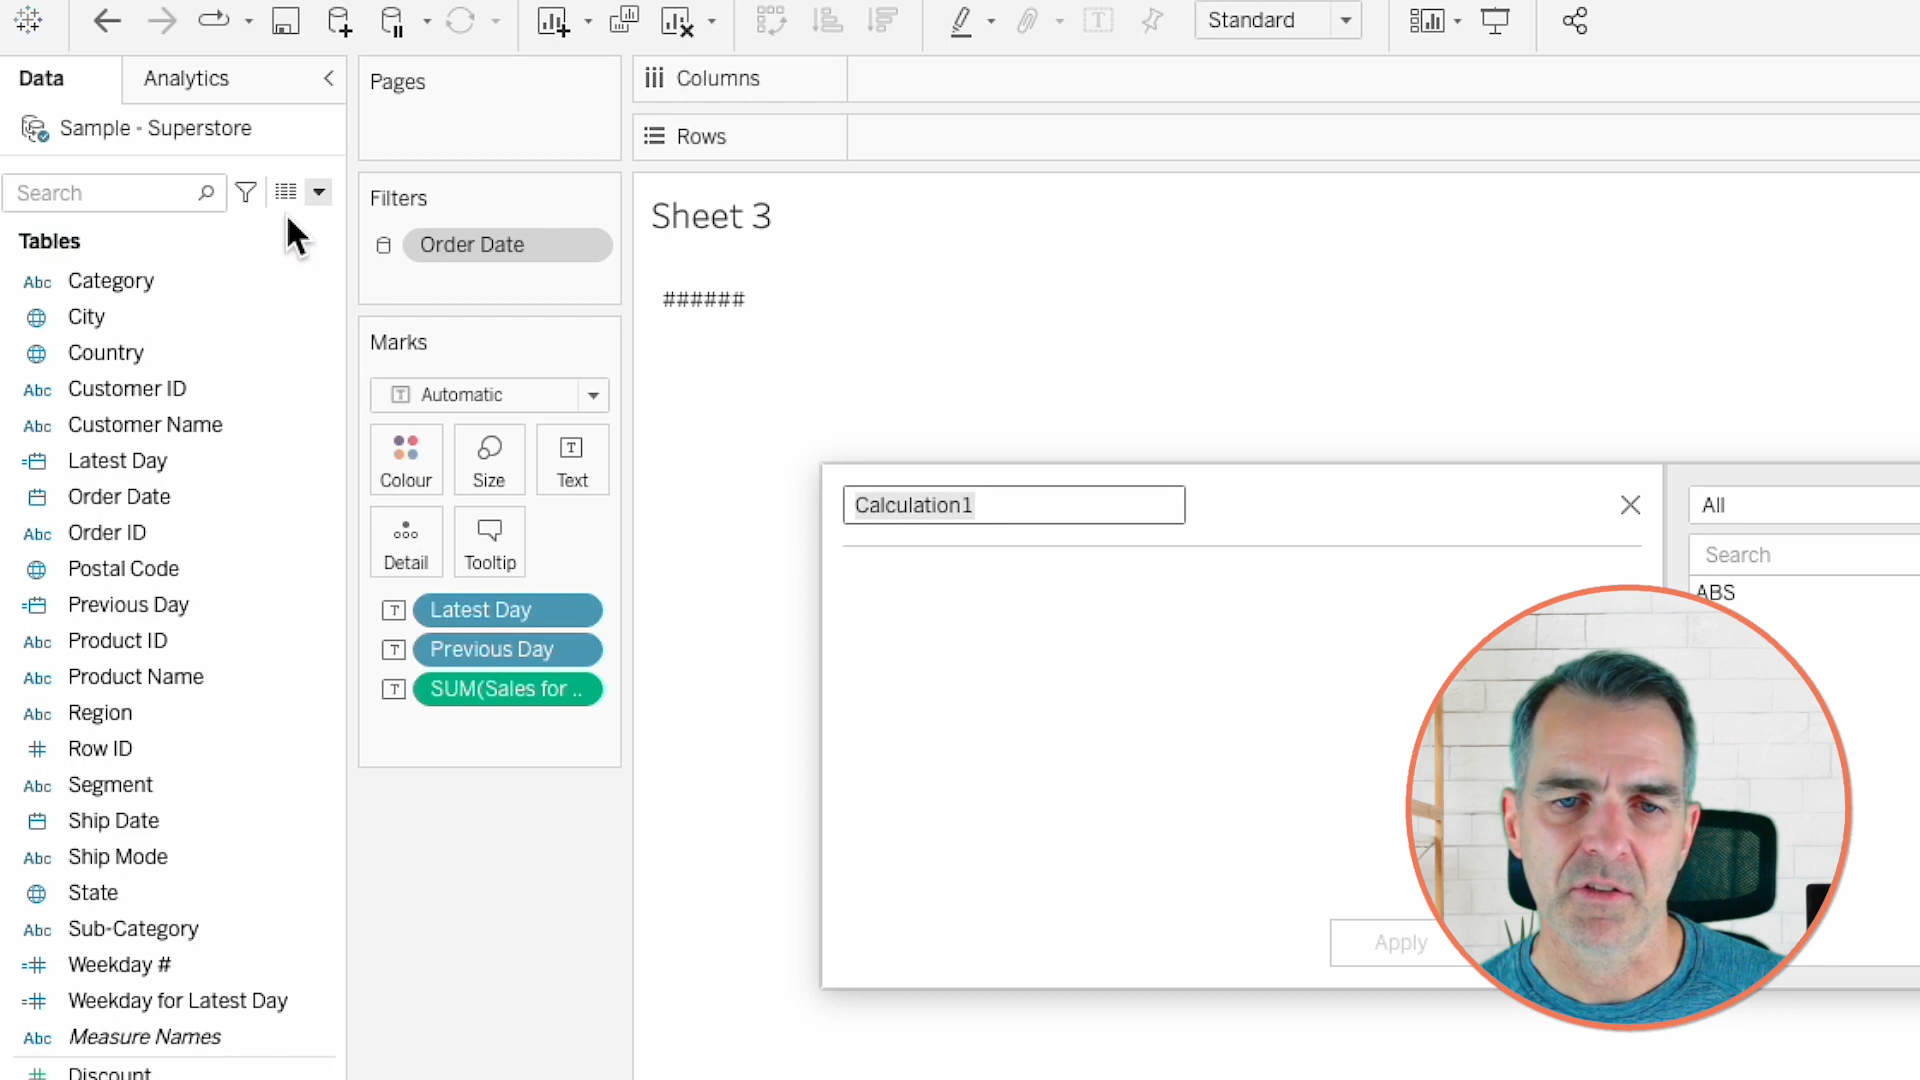 Standard
Data
Analytics
Sample - Superstore
Search
Tables
Abc Category
City
Country
Abc Customer ID
Abc Customer Name
Latest Day
Order Date
Abc Order ID
Postal Code
Previous Day
Abc Product ID
Abc Product Name
Abc Region
Row ID
Abc Segment
Ship Date
Abc Ship Mode
State
Abc Sub-Category
Weekday #
Weekday for Latest Day
Abc Measure Names
Discount
Pages
Filters
Order Date
Marks
T Automatic
Colour
Size
T Text
Detail
Tooltip
T Latest Day
T Previous Day
T SUM(Sales for ..
Columns
Rows
Sheet 3
######
Calculation1
Apply
All
Search
ABS